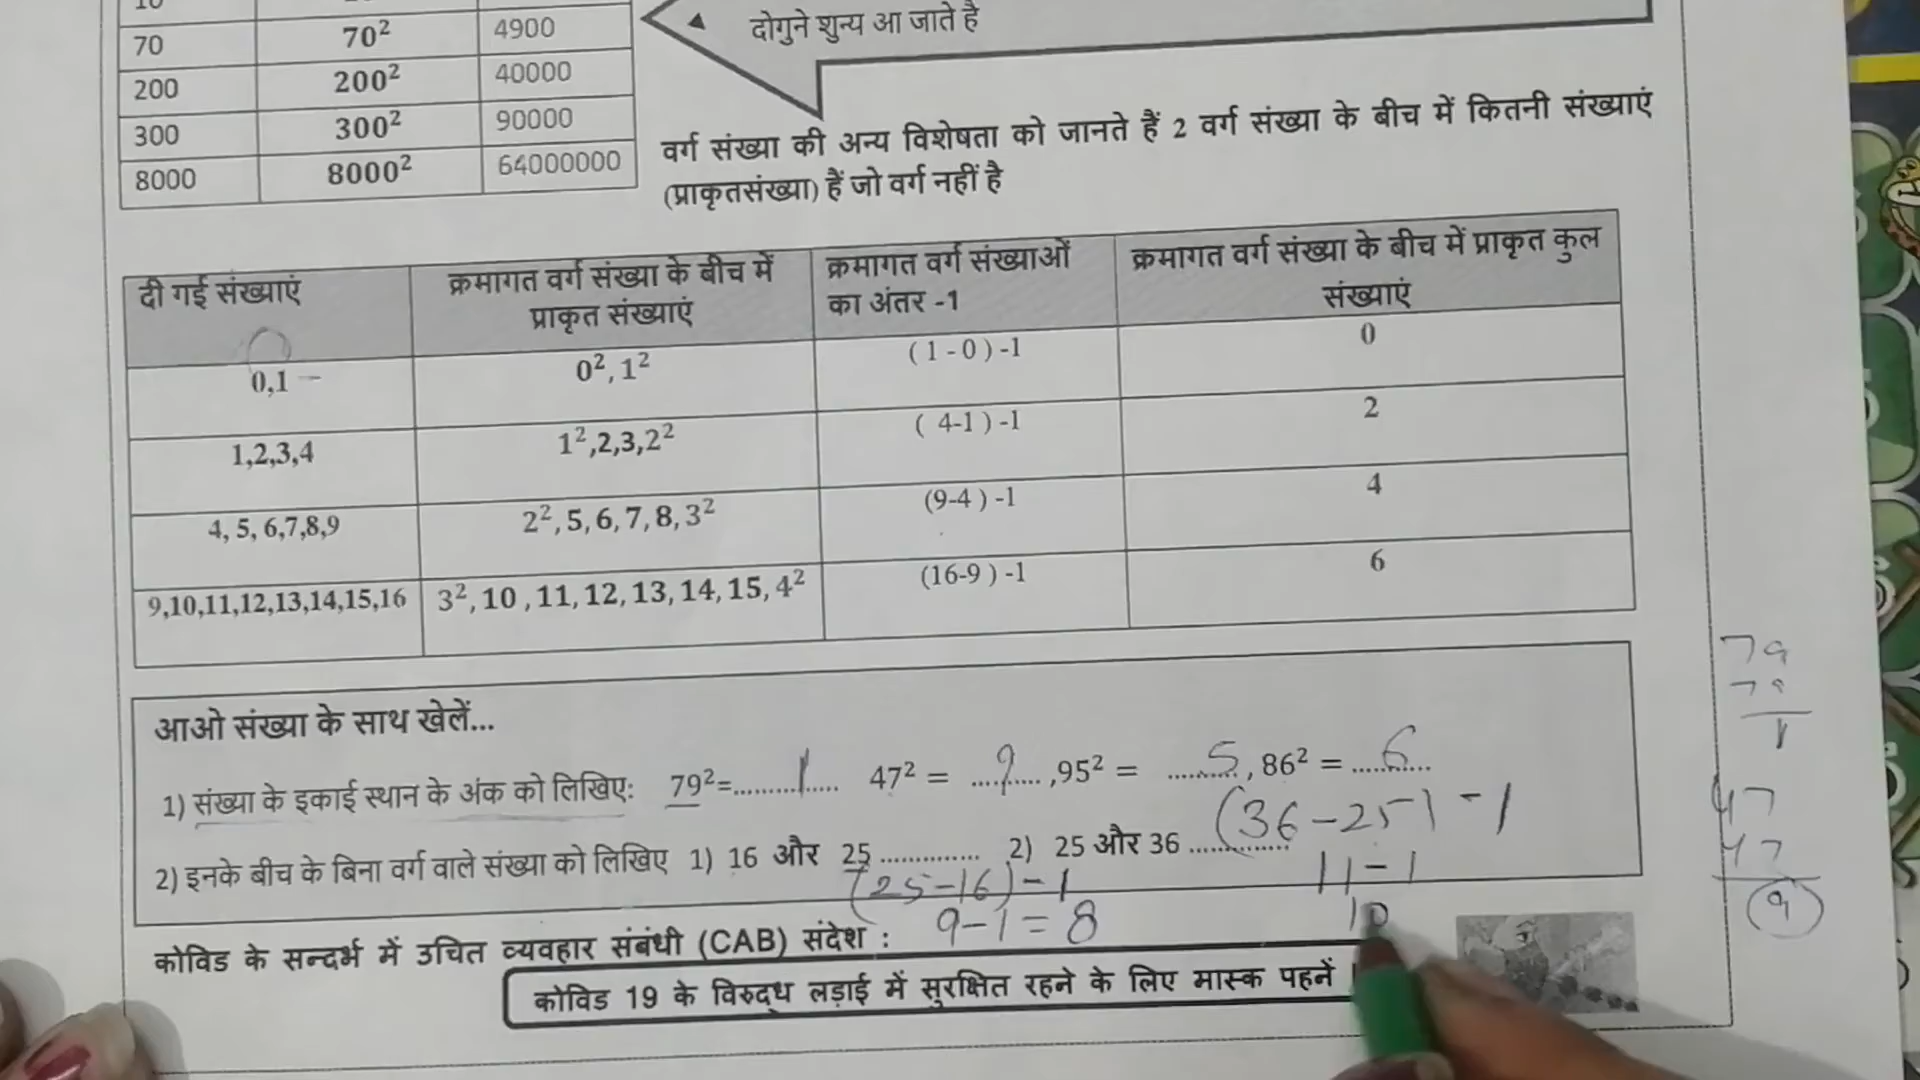 70 70² 4900
200 200² 40000
300 300² 90000
8000 8000² 64000000
दोगुने शुन्य आ जाते है
वर्ग संख्या की अन्य विशेषता को जानते हैं 2 वर्ग संख्या के बीच में कितनी संख्याएं
(प्राकृतसंख्या) हैं जो वर्ग नहीं है
दी गई संख्याएं क्रमागत वर्ग संख्या के बीच में प्राकृत संख्याएं क्रमागत वर्ग संख्याओं का अंतर -1 क्रमागत वर्ग संख्या के बीच में प्राकृत कुल संख्याएं
0,1 0², 1² ( 1 - 0 ) -1 0
1,2,3,4 1²,2,3,2² ( 4-1 ) -1 2
4, 5, 6,7,8,9 2², 5, 6, 7, 8, 3² (9-4 ) -1 4
9,10,11,12,13,14,15,16 3², 10 , 11, 12, 13, 14, 15, 4² (16-9 ) -1 6
आओ संख्या के साथ खेलें...
1) संख्या के इकाई स्थान के अंक को लिखिए: 79²=.......1...... 47² = ....9.... ,95² = ....5.... , 86² = ....6....
2) इनके बीच के बिना वर्ग वाले संख्या को लिखिए 1) 16 और 25 ............. 2) 25 और 36 ............. (36-25) - 1
(25-16) - 1 11 - 1
9 - 1 = 8 10
79
79
1
47
47
9
कोविड के सन्दर्भ में उचित व्यवहार संबंधी (CAB) संदेश :
कोविड 19 के विरुद्ध लड़ाई में सुरक्षित रहने के लिए मास्क पहनें